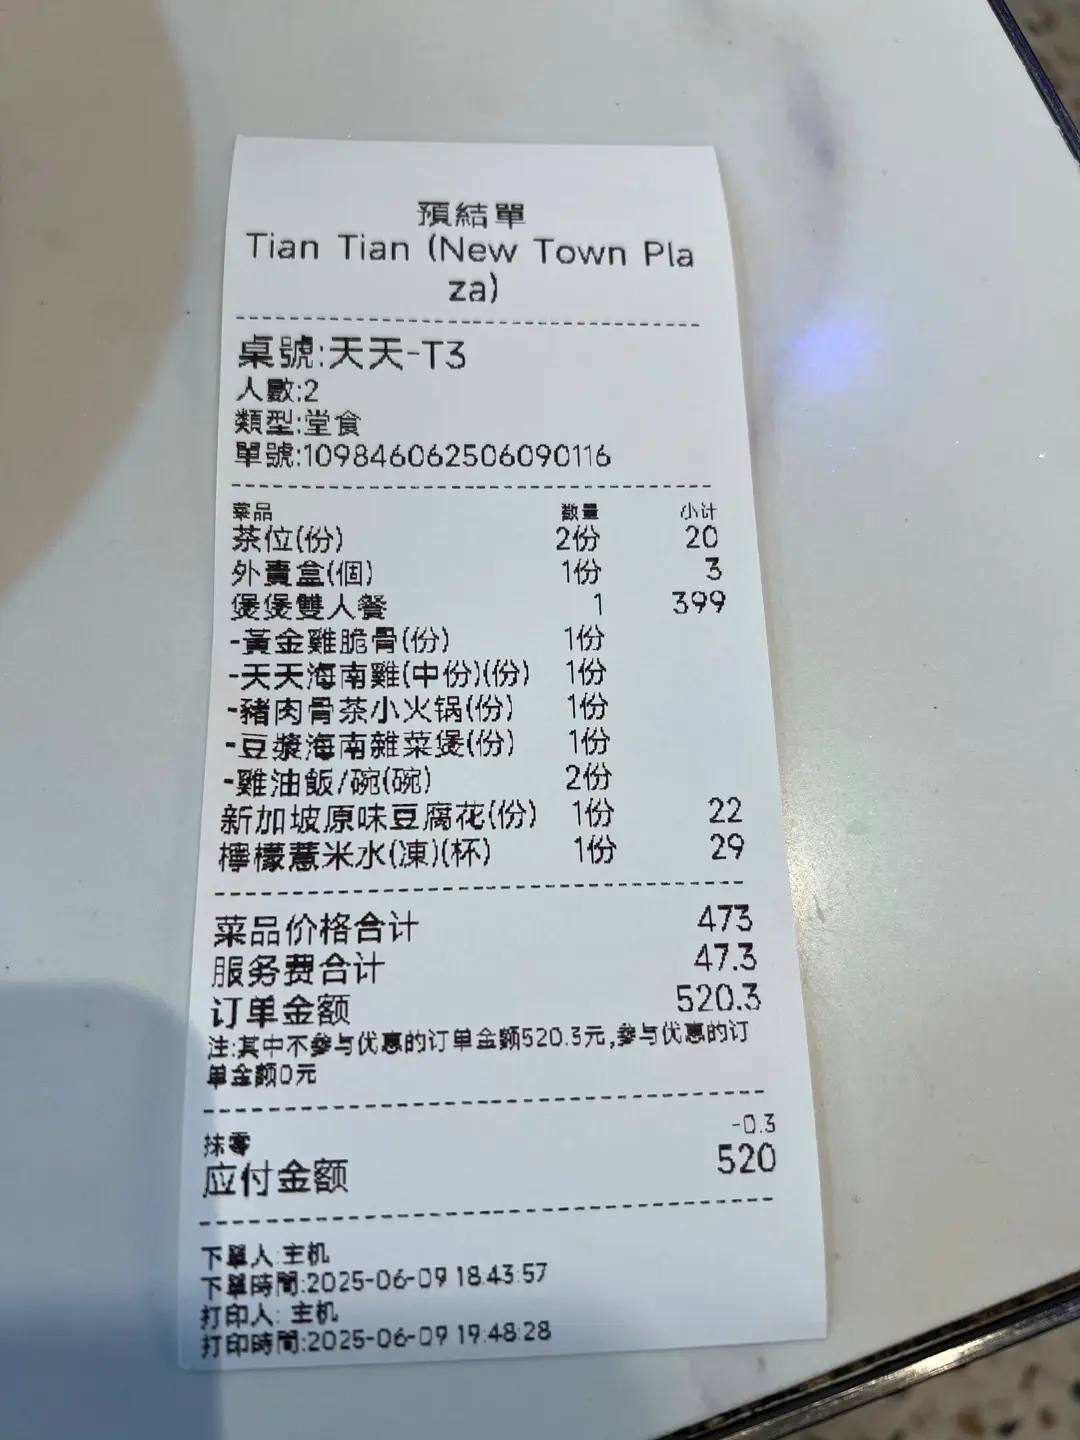 預結單
Tian Tian (New Town Pla
za)
桌號:天天-T3
人數:2
類型:堂食
單號:109846062506090116
菜品 数量 小计
茶位(份) 2份 20
外賣盒(個) 1份 3
煲煲雙人餐 1 399
-黃金雞脆骨(份) 1份
-天天海南雞(中份)(份) 1份
-豬肉骨茶小火锅(份) 1份
-豆漿海南雜菜煲(份) 1份
-雞油飯/碗(碗) 2份
新加坡原味豆腐花(份) 1份 22
檸檬薏米水(凍)(杯) 1份 29
菜品价格合计 473
服务费合计 47.3
订单金额 520.3
注:其中不参与优惠的订单金额520.3元,参与优惠的订
单金额0元
抹零 -0.3
应付金额 520
下單人:主机
下單時間:2025-06-09 18:43:57
打印人: 主机
打印時間:2025-06-09 19:48:28